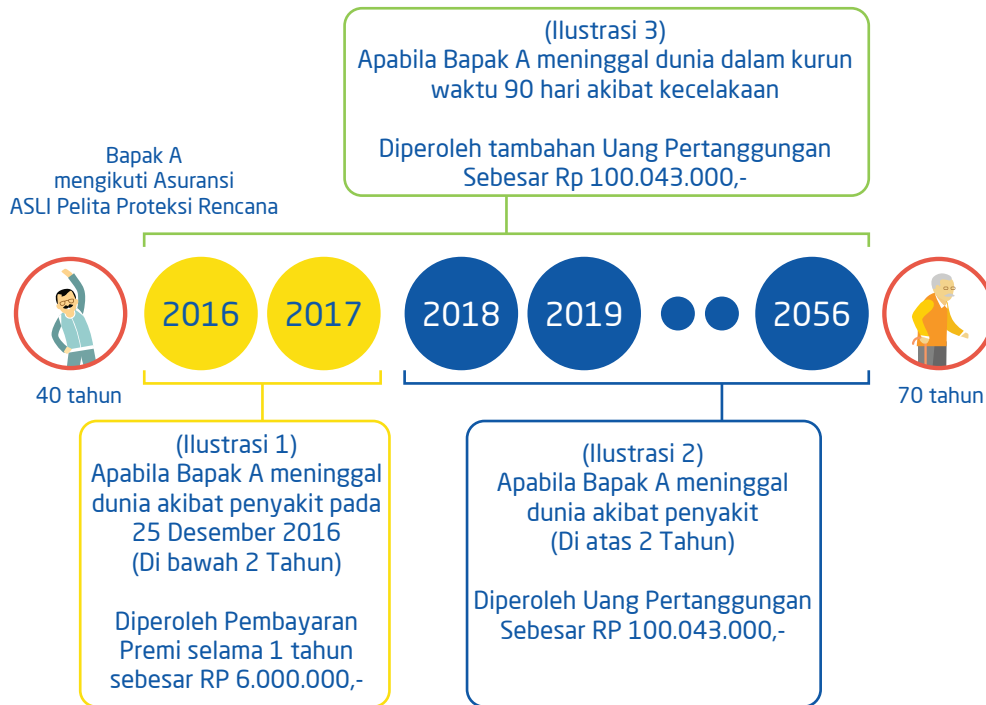 (Ilustrasi 3)
Apabila Bapak A meninggal dunia dalam kurun
waktu 90 hari akibat kecelakaan
Diperoleh tambahan Uang Pertanggungan
Sebesar Rp 100.043.000,-
Bapak A
mengikuti Asuransi
ASLI Pelita Proteksi Rencana
2016
2017
2018
2019
2056
40 tahun
70 tahun
(Ilustrasi 1)
Apabila Bapak A meninggal
dunia akibat penyakit pada
25 Desember 2016
(Di bawah 2 Tahun)
Diperoleh Pembayaran
Premi selama 1 tahun
sebesar RP 6.000.000,-
(Ilustrasi 2)
Apabila Bapak A meninggal
dunia akibat penyakit
(Di atas 2 Tahun)
Diperoleh Uang Pertanggungan
Sebesar RP 100.043.000,-